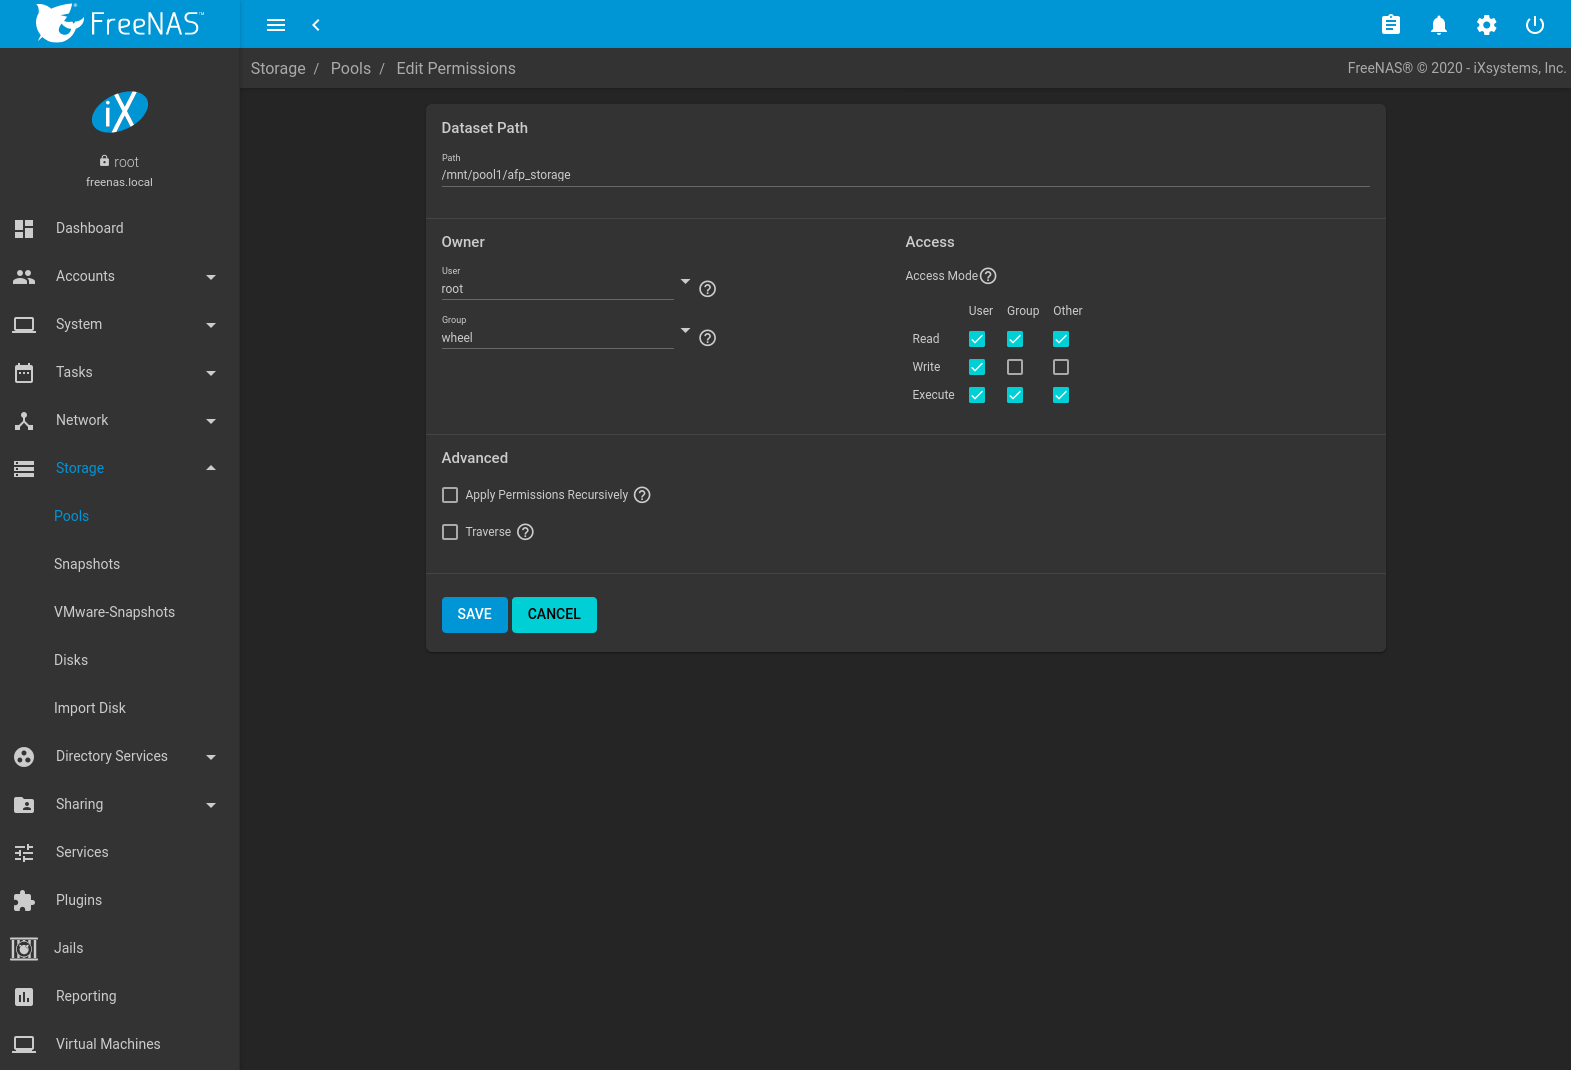 FreeNAS™
Storage / Pools / Edit Permissions
FreeNAS® © 2020 - iXsystems, Inc.
iX
root
freenas.local
Dashboard
Accounts
System
Tasks
Network
Storage
Pools
Snapshots
VMware-Snapshots
Disks
Import Disk
Directory Services
Sharing
Services
Plugins
Jails
Reporting
Virtual Machines
Dataset Path
Path
/mnt/pool1/afp_storage
Owner
User
root
Group
wheel
Access
Access Mode
User Group Other
Read
Write
Execute
Advanced
Apply Permissions Recursively
Traverse
SAVE CANCEL